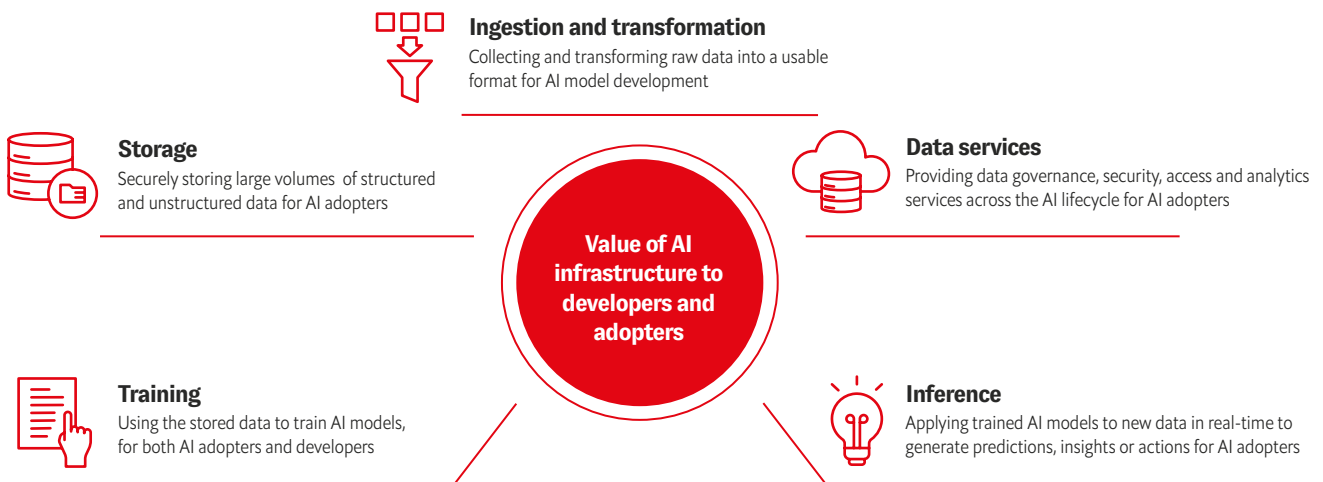 Ingestion and transformation
Collecting and transforming raw data into a usable
format for AI model development
Storage
Securely storing large volumes of structured
and unstructured data for AI adopters
Data services
Providing data governance, security, access and analytics
services across the AI lifecycle for AI adopters
Value of AI
infrastructure to
developers and
adopters
Training
Using the stored data to train AI models,
for both AI adopters and developers
Inference
Applying trained AI models to new data in real-time to
generate predictions, insights or actions for AI adopters